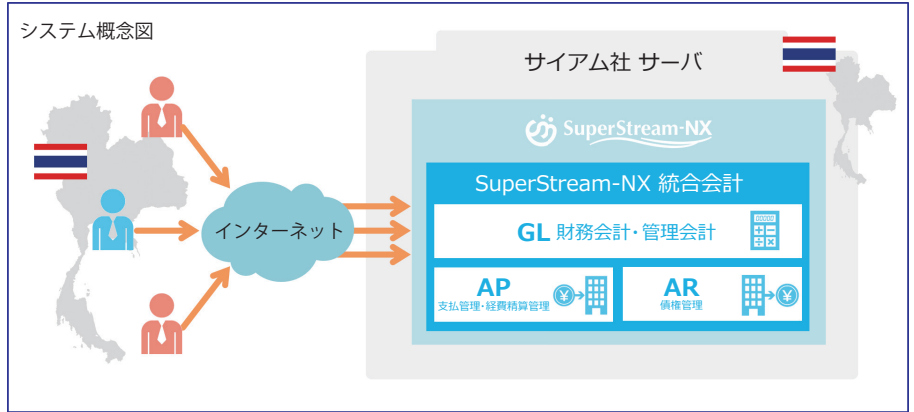 システム概念図
サイアム社 サーバ
SuperStream-NX
SuperStream-NX 統合会計
インターネット
GL 財務会計・管理会計
AP
支払管理・経費精算管理
¥
AR
債権管理
¥